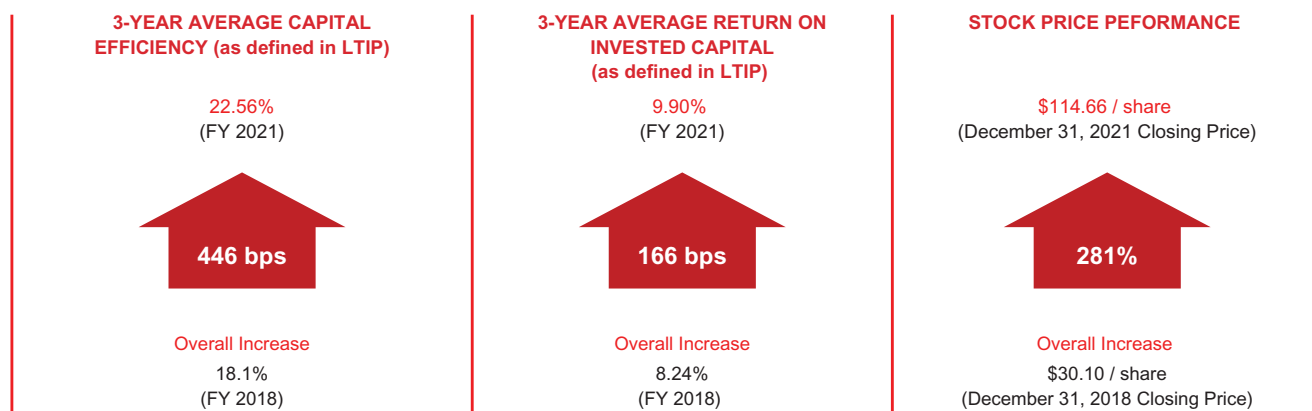 3-YEAR AVERAGE CAPITAL
EFFICIENCY (as defined in LTIP)
22.56%
(FY 2021)
446 bps
Overall Increase
18.1%
(FY 2018)
3-YEAR AVERAGE RETURN ON
INVESTED CAPITAL
(as defined in LTIP)
9.90%
(FY 2021)
166 bps
Overall Increase
8.24%
(FY 2018)
STOCK PRICE PEFORMANCE
$114.66 / share
(December 31, 2021 Closing Price)
281%
Overall Increase
$30.10 / share
(December 31, 2018 Closing Price)